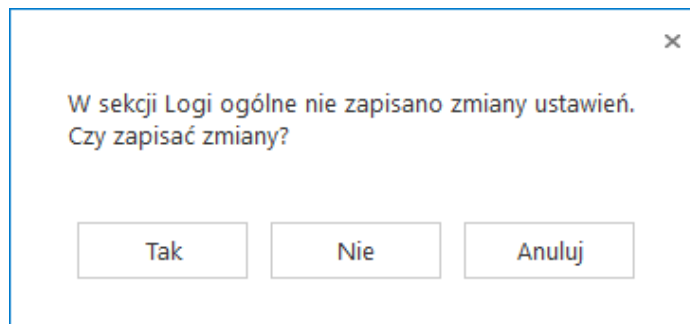 W sekcji Logi ogólne nie zapisano zmiany ustawień.
Czy zapisać zmiany?
Tak
Nie
Anuluj